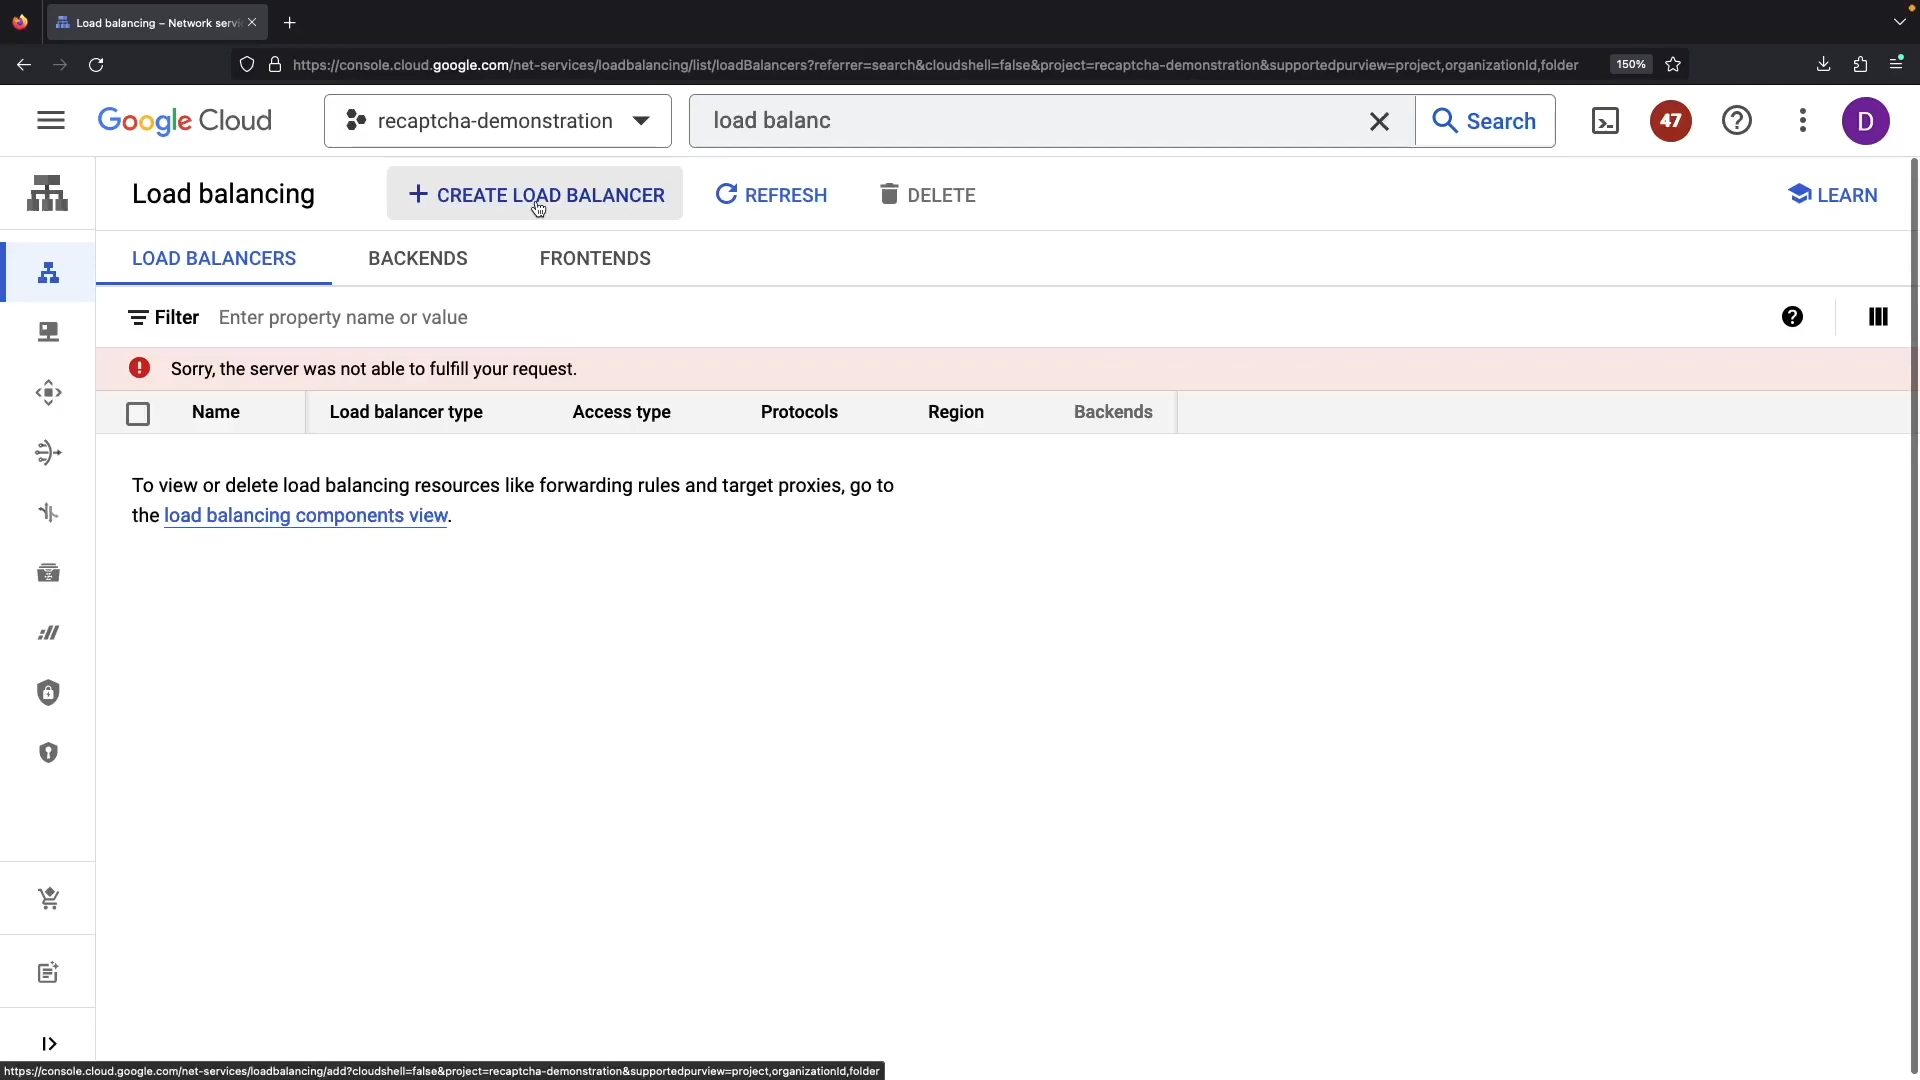 Load balancing – Network servi
https://console.cloud.google.com/net-services/loadbalancing/list/loadBalancers?referrer=search&cloudshell=false&project=recaptcha-demonstration&supportedpurview=project,organizationId,folder
150%
Google Cloud
recaptcha-demonstration
load balanc
Search
47
D
Load balancing
CREATE LOAD BALANCER
REFRESH
DELETE
LEARN
LOAD BALANCERS
BACKENDS
FRONTENDS
Filter
Enter property name or value
Sorry, the server was not able to fulfill your request.
Name
Load balancer type
Access type
Protocols
Region
Backends
To view or delete load balancing resources like forwarding rules and target proxies, go to
the load balancing components view.
https://console.cloud.google.com/net-services/loadbalancing/add?cloudshell=false&project=recaptcha-demonstration&supportedpurview=project,organizationId,folder